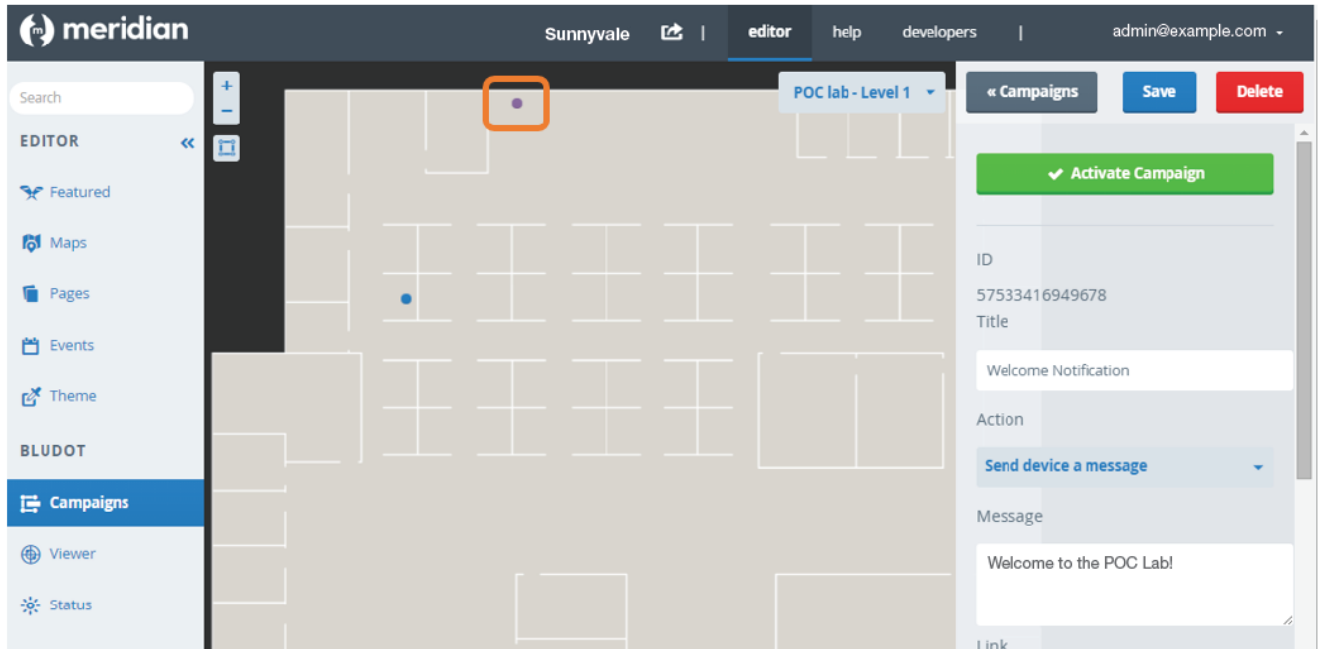 meridian
Sunnyvale | editor help developers | admin@example.com
Search
EDITOR
Featured
Maps
Pages
Events
Theme
BLUDOT
Campaigns
Viewer
Status
+
−
POC lab - Level 1
« Campaigns Save Delete
Activate Campaign
ID
57533416949678
Title
Welcome Notification
Action
Send device a message
Message
Welcome to the POC Lab!
Link